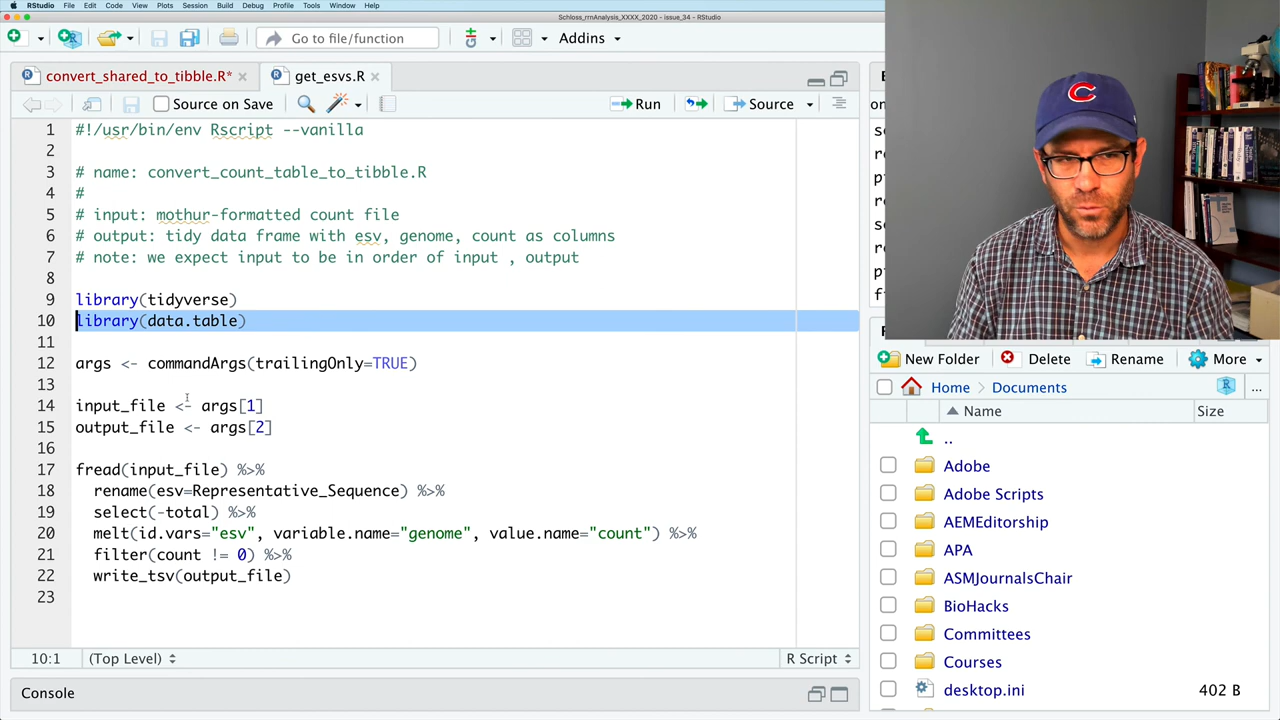 RStudio File Edit Code View Plots Session Build Debug Profile Tools Window Help
Schloss_rrnAnalysis_XXXX_2020 - issue_34 - RStudio
Go to file/function Addins
convert_shared_to_tibble.R* get_esvs.R
Source on Save Run Source
1 #!/usr/bin/env Rscript --vanilla
2
3 # name: convert_count_table_to_tibble.R
4 #
5 # input: mothur-formatted count file
6 # output: tidy data frame with esv, genome, count as columns
7 # note: we expect input to be in order of input , output
8
9 library(tidyverse)
10 library(data.table)
11
12 args <- commandArgs(trailingOnly=TRUE)
13
14 input_file <- args[1]
15 output_file <- args[2]
16
17 fread(input_file) %>%
18 rename(esv=Representative_Sequence) %>%
19 select(-total) %>%
20 melt(id.vars="esv", variable.name="genome", value.name="count") %>%
21 filter(count != 0) %>%
22 write_tsv(output_file)
23
10:1 (Top Level) R Script
Console
New Folder Delete Rename More
Home Documents ...
Name Size
..
Adobe
Adobe Scripts
AEMEditorship
APA
ASMJournalsChair
BioHacks
Committees
Courses
desktop.ini 402 B